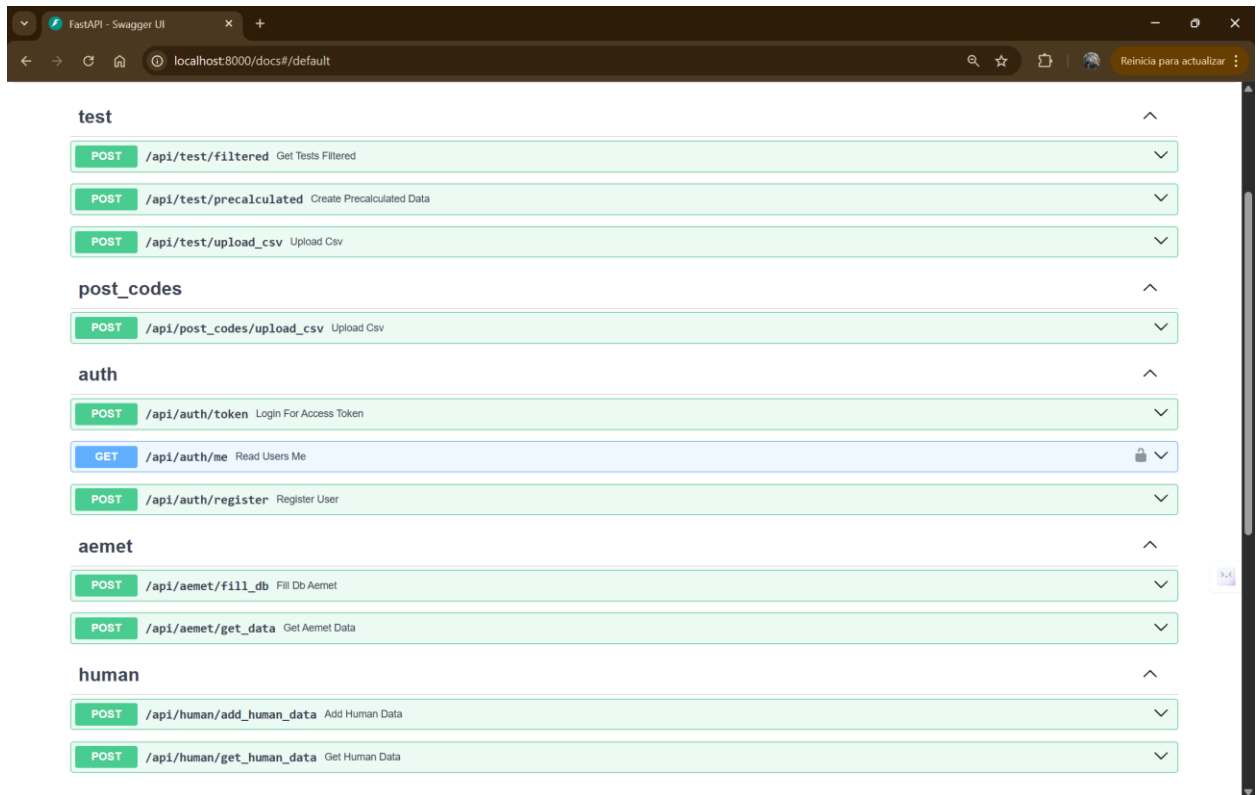 FastAPI - Swagger UI
localhost:8000/docs#/default
Reinicia para actualizar
test
POST /api/test/filtered Get Tests Filtered
POST /api/test/precalculated Create Precalculated Data
POST /api/test/upload_csv Upload Csv
post_codes
POST /api/post_codes/upload_csv Upload Csv
auth
POST /api/auth/token Login For Access Token
GET /api/auth/me Read Users Me
POST /api/auth/register Register User
aemet
POST /api/aemet/fill_db Fill Db Aemet
POST /api/aemet/get_data Get Aemet Data
human
POST /api/human/add_human_data Add Human Data
POST /api/human/get_human_data Get Human Data